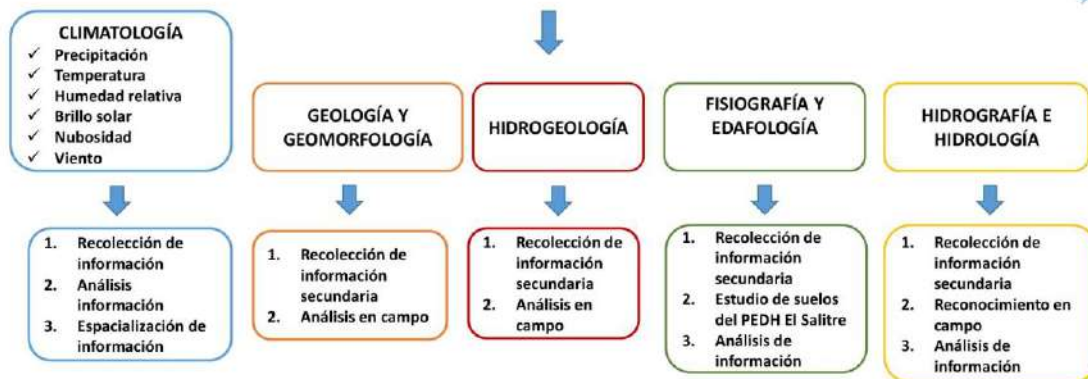 CLIMATOLOGÍA
✓ Precipitación
✓ Temperatura
✓ Humedad relativa
✓ Brillo solar
✓ Nubosidad
✓ Viento
GEOLOGÍA Y
GEOMORFOLOGÍA
HIDROGEOLOGÍA
FISIOGRAFÍA Y
EDAFOLOGÍA
HIDROGRAFÍA E
HIDROLOGÍA
1. Recolección de
información
2. Análisis
información
3. Espacialización de
información
1. Recolección de
información
secundaria
2. Análisis en campo
1. Recolección de
información
secundaria
2. Análisis en
campo
1. Recolección de
información
secundaria
2. Estudio de suelos
del PEDH El Salitre
3. Análisis de
información
1. Recolección de
información
secundaria
2. Reconocimiento en
campo
3. Análisis de
información